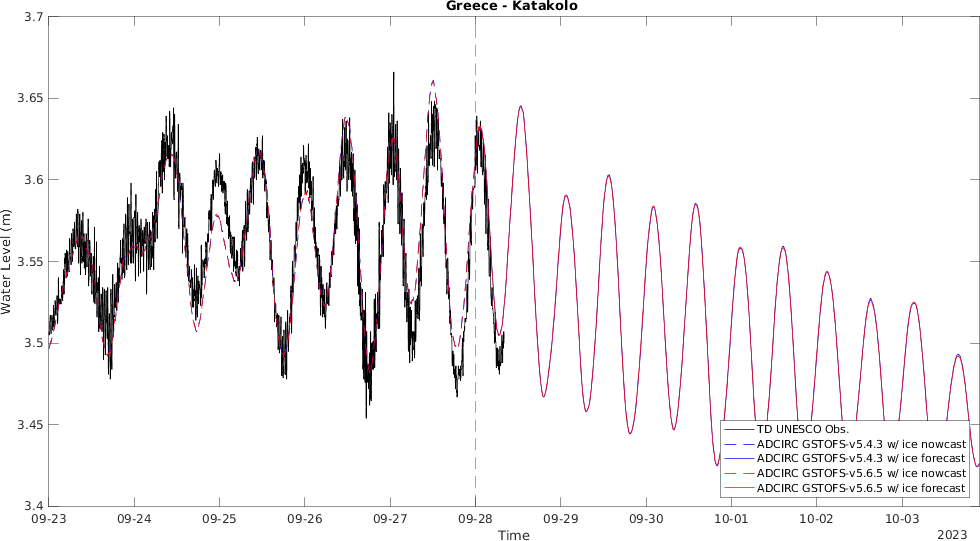 Greece - Katakolo
3.7
3.65
3.6
3.55
3.5
3.45
3.4
Water Level (m)
TD UNESCO Obs.
ADCIRC GSTOFS-v5.4.3 w/ ice nowcast
ADCIRC GSTOFS-v5.4.3 w/ ice forecast
ADCIRC GSTOFS-v5.6.5 w/ ice nowcast
ADCIRC GSTOFS-v5.6.5 w/ ice forecast
09-23 09-24 09-25 09-26 09-27 09-28 09-29 09-30 10-01 10-02 10-03
Time
2023